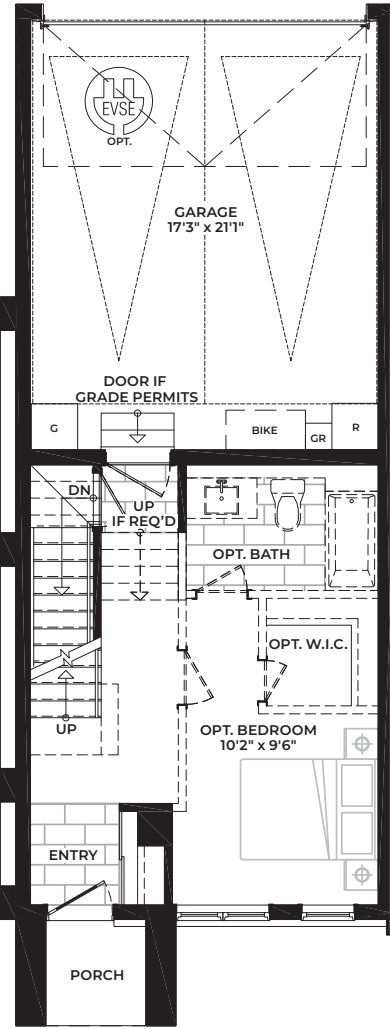 EVSE
OPT.
GARAGE
17'3" x 21'1"
DOOR IF
GRADE PERMITS
G
BIKE
GR
R
DN
UP
IF REQ'D
OPT. BATH
OPT. W.I.C.
N
UP
OPT. BEDROOM
10'2" x 9'6"
ENTRY
PORCH